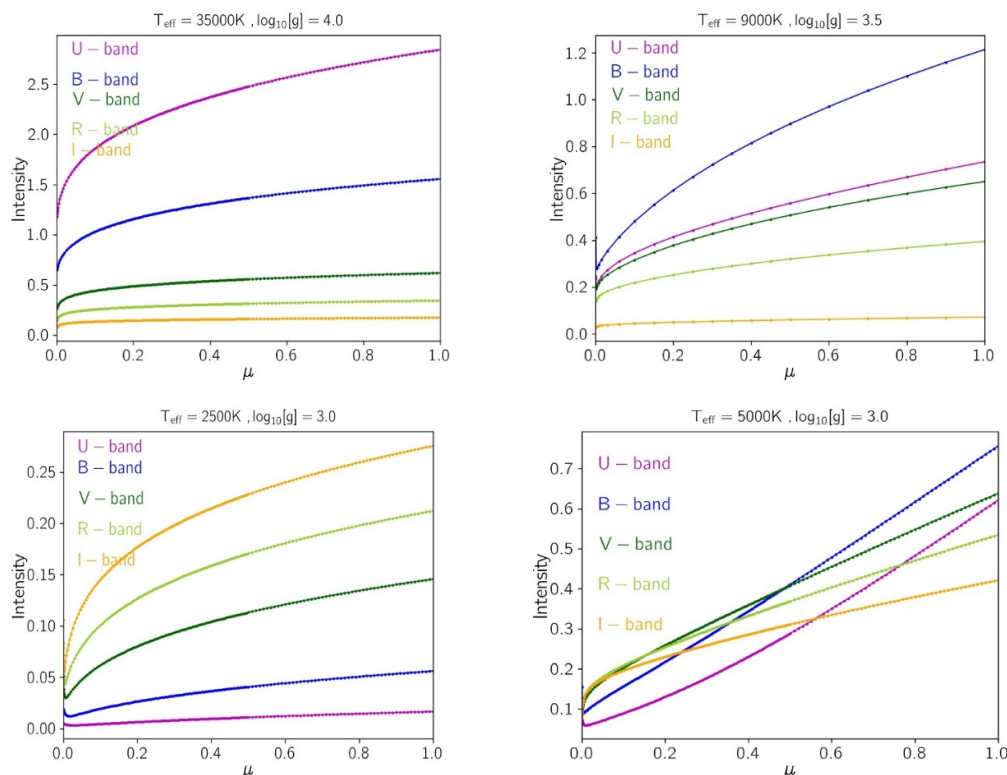 T_eff = 35000K , log₁₀[g] = 4.0
U − band
B − band
V − band
R − band
I − band
Intensity
2.5
2.0
1.5
1.0
0.5
0.0
0.0 0.2 0.4 0.6 0.8 1.0
μ
T_eff = 9000K , log₁₀[g] = 3.5
U − band
B − band
V − band
R − band
I − band
Intensity
1.2
1.0
0.8
0.6
0.4
0.2
0.0
0.0 0.2 0.4 0.6 0.8 1.0
μ
T_eff = 2500K , log₁₀[g] = 3.0
U − band
B − band
V − band
R − band
I − band
Intensity
0.25
0.20
0.15
0.10
0.05
0.00
0.0 0.2 0.4 0.6 0.8 1.0
μ
T_eff = 5000K , log₁₀[g] = 3.0
U − band
B − band
V − band
R − band
I − band
Intensity
0.7
0.6
0.5
0.4
0.3
0.2
0.1
0.0 0.2 0.4 0.6 0.8 1.0
μ